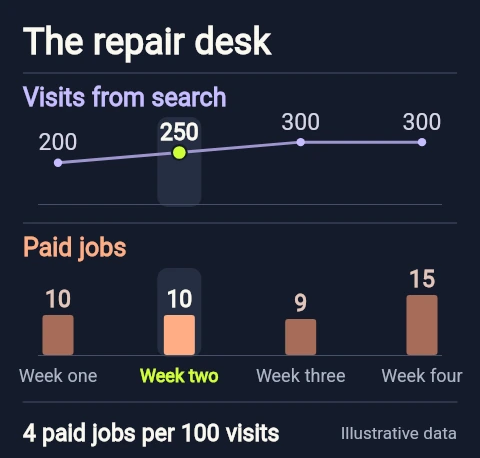 The repair desk
Visits from search
200 250 300 300
Paid jobs
10 10 9 15
Week one Week two Week three Week four
4 paid jobs per 100 visits Illustrative data